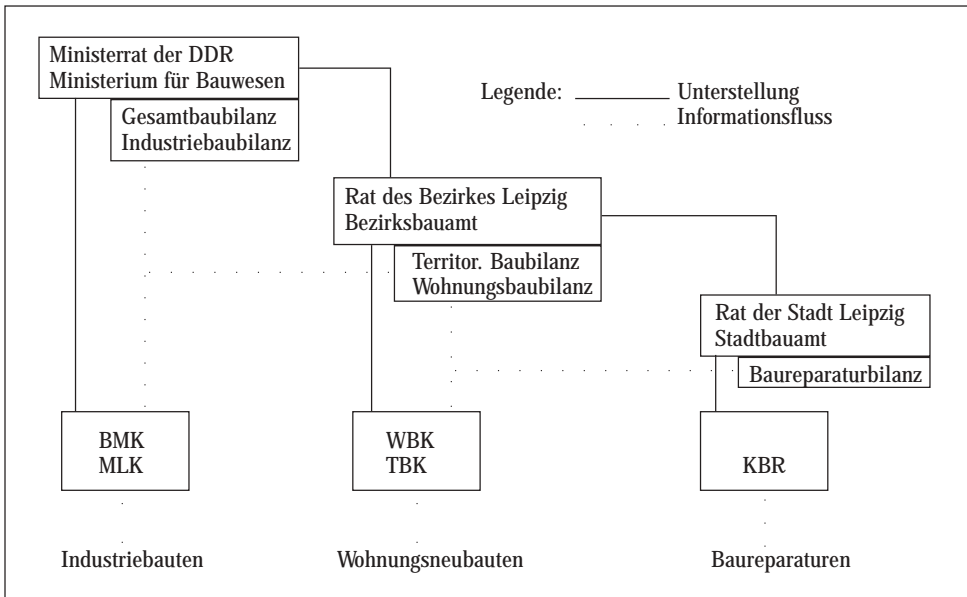 Ministerrat der DDR
Ministerium für Bauwesen
Gesamtbaubilanz
Industriebaubilanz
Legende: Unterstellung
Informationsfluss
Rat des Bezirkes Leipzig
Bezirksbauamt
Territor. Baubilanz
Wohnungsbaubilanz
Rat der Stadt Leipzig
Stadtbauamt
Baureparaturbilanz
BMK
MLK
WBK
TBK
KBR
Industriebauten
Wohnungsneubauten
Baureparaturen